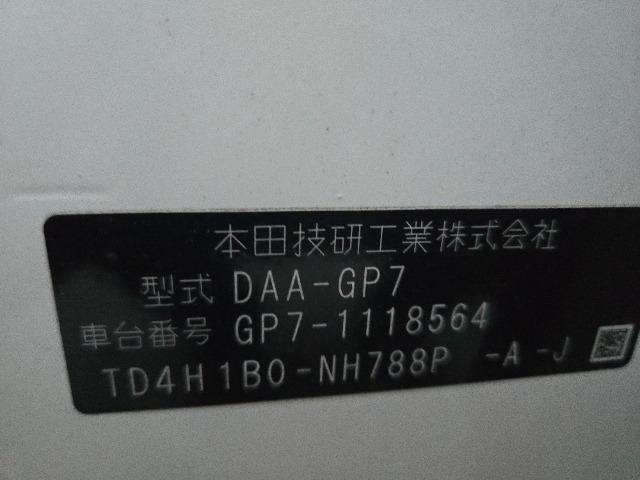 本田技研工業株式会社
型式 DAA-GP7
車台番号 GP7-1118564
TD4H1B0-NH788P -A-J